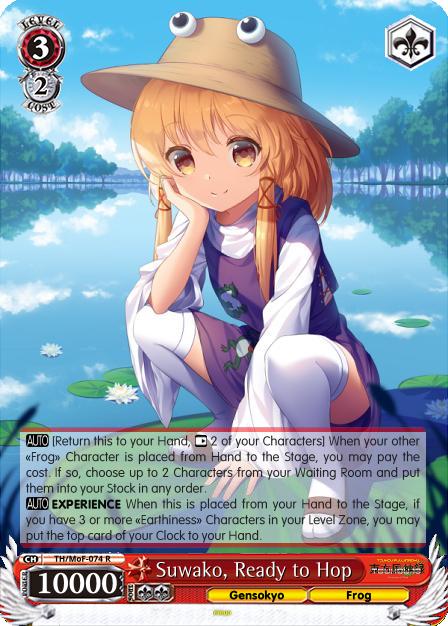 LEVEL
3
2
COST
AUTO [Return this to your Hand, 2 of your Characters] When your other
«Frog» Character is placed from Hand to the Stage, you may pay the
cost. If so, choose up to 2 Characters from your Waiting Room and put
them into your Stock in any order.
AUTO EXPERIENCE When this is placed from your Hand to the Stage, if
you have 3 or more «Earthiness» Characters in your Level Zone, you may
put the top card of your Clock to your Hand.
CH TH/MoF-074 R
POWER 10000 SOUL Suwako, Ready to Hop
Gensokyo Frog